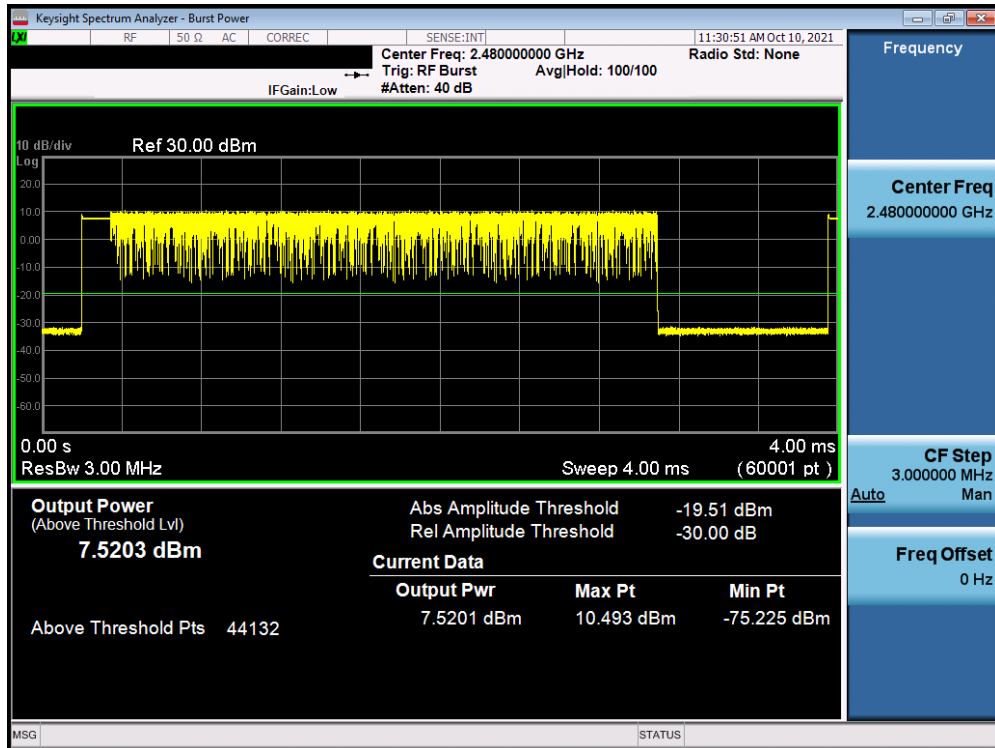 Keysight Spectrum Analyzer - Burst Power
LXI RF 50 Ω AC CORREC SENSE:INT 11:30:51 AM Oct 10, 2021
Center Freq: 2.480000000 GHz Radio Std: None
Trig: RF Burst Avg|Hold: 100/100
IFGain:Low #Atten: 40 dB
Frequency
10 dB/div Ref 30.00 dBm
Log
20.0
10.0
0.00
-10.0
-20.0
-30.0
-40.0
-50.0
-60.0
0.00 s 4.00 ms
ResBw 3.00 MHz Sweep 4.00 ms (60001 pt)
Center Freq
2.480000000 GHz
CF Step
3.000000 MHz
Auto Man
Freq Offset
0 Hz
Output Power
(Above Threshold Lvl)
7.5203 dBm
Above Threshold Pts 44132
Abs Amplitude Threshold -19.51 dBm
Rel Amplitude Threshold -30.00 dB
Current Data
Output Pwr Max Pt Min Pt
7.5201 dBm 10.493 dBm -75.225 dBm
MSG STATUS